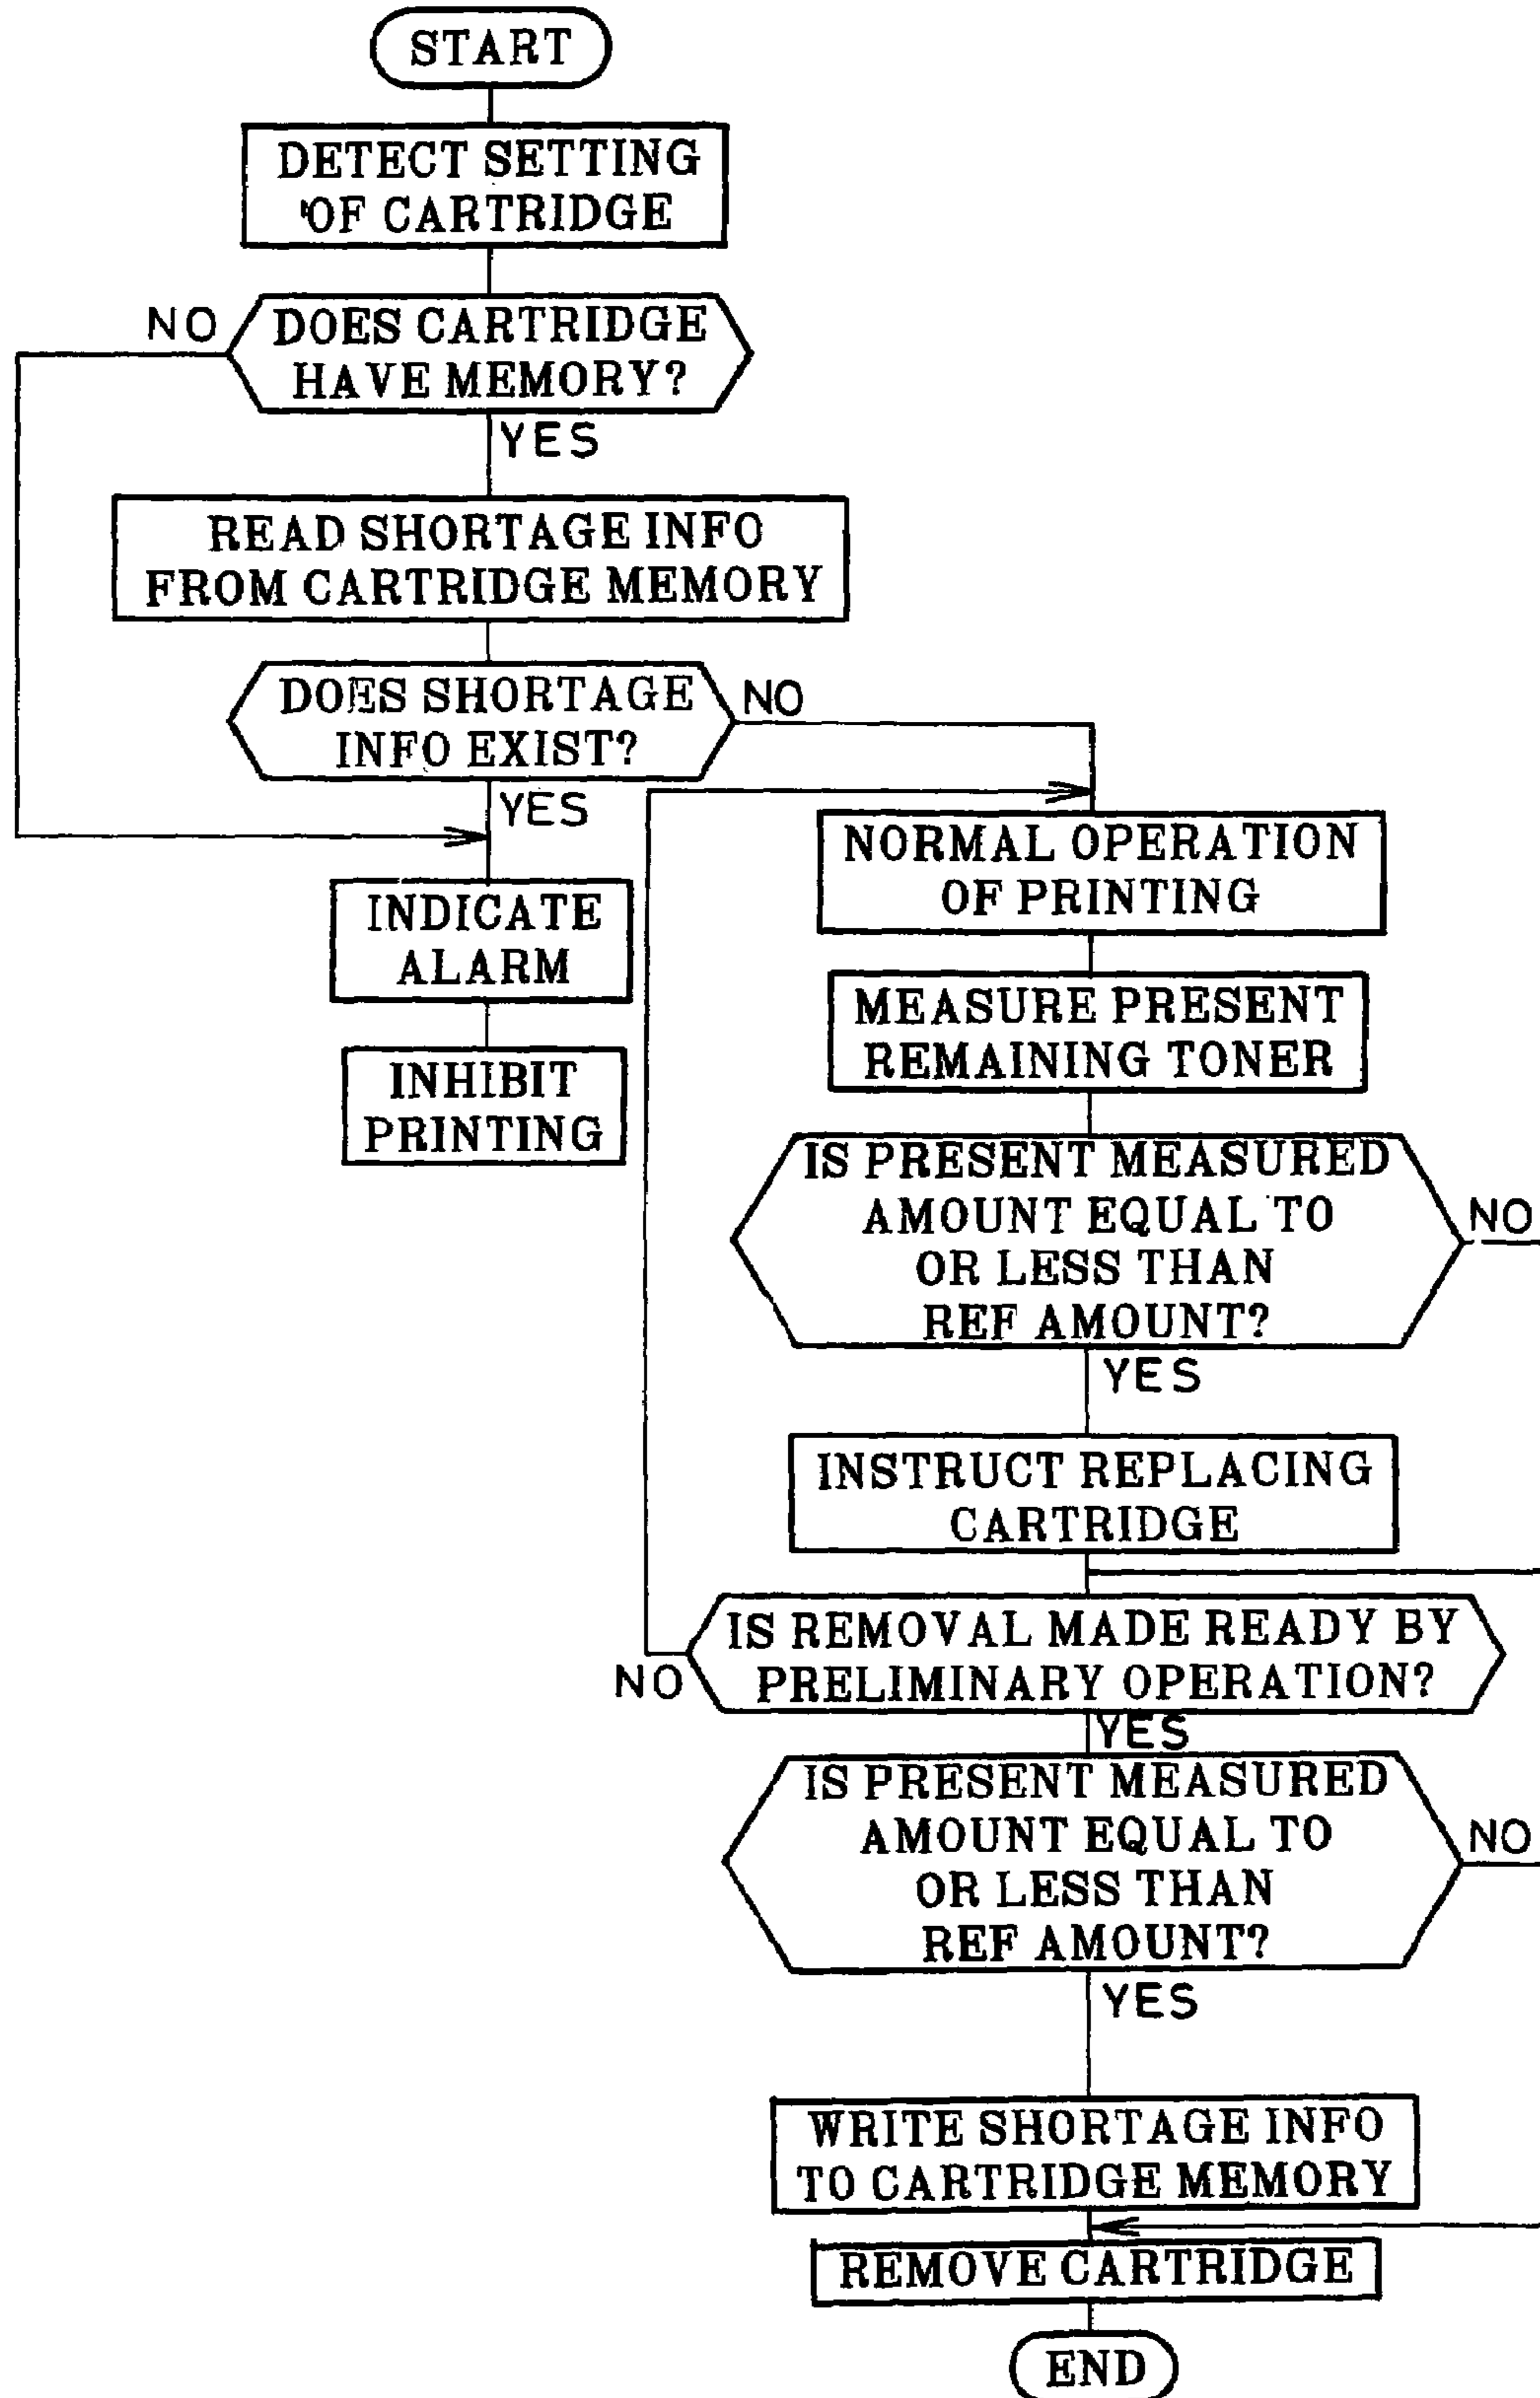 START
DETECT SETTING
OF CARTRIDGE
NO
DOES CARTRIDGE
HAVE MEMORY?
YES
READ SHORTAGE INFO
FROM CARTRIDGE MEMORY
DOES SHORTAGE
INFO EXIST?
NO
YES
INDICATE
ALARM
INHIBIT
PRINTING
NORMAL OPERATION
OF PRINTING
MEASURE PRESENT
REMAINING TONER
IS PRESENT MEASURED
AMOUNT EQUAL TO
OR LESS THAN
REF AMOUNT?
NO
YES
INSTRUCT REPLACING
CARTRIDGE
IS REMOVAL MADE READY BY
PRELIMINARY OPERATION?
NO
YES
IS PRESENT MEASURED
AMOUNT EQUAL TO
OR LESS THAN
REF AMOUNT?
NO
YES
WRITE SHORTAGE INFO
TO CARTRIDGE MEMORY
REMOVE CARTRIDGE
END